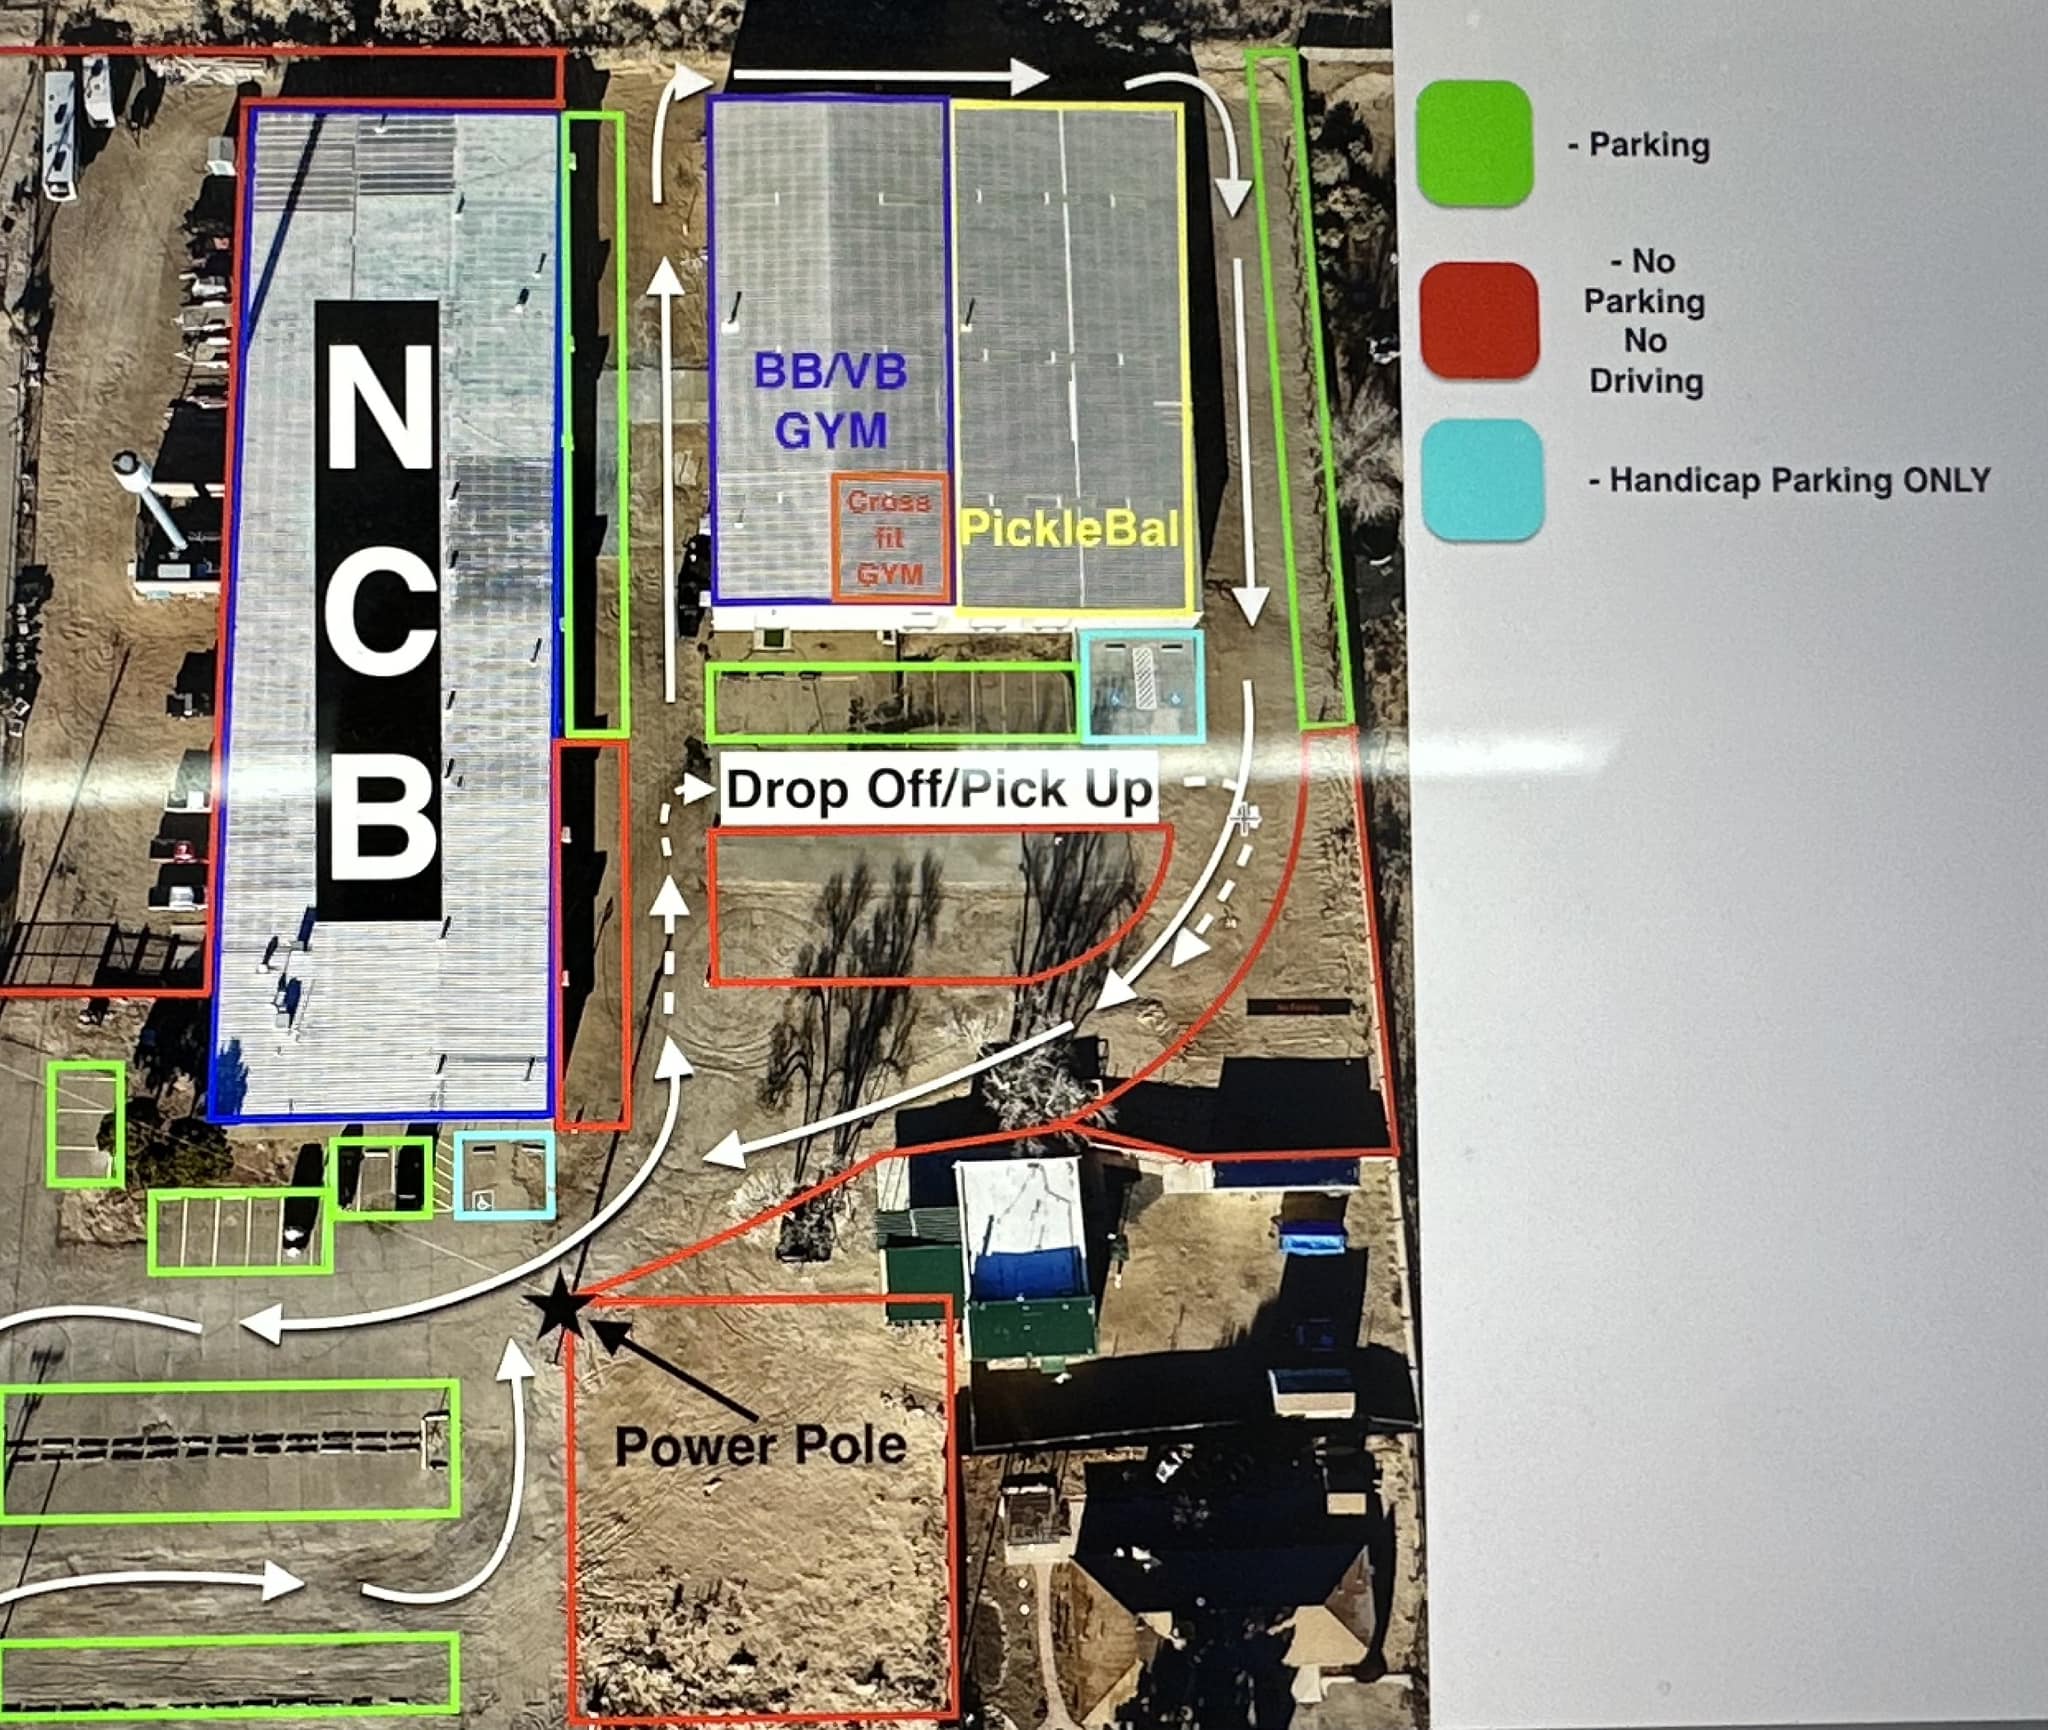 N
C
B
BB/VB
GYM
Cross
fit
GYM
PickleBal
Drop Off/Pick Up
Power Pole
- Parking
- No
Parking
No
Driving
- Handicap Parking ONLY